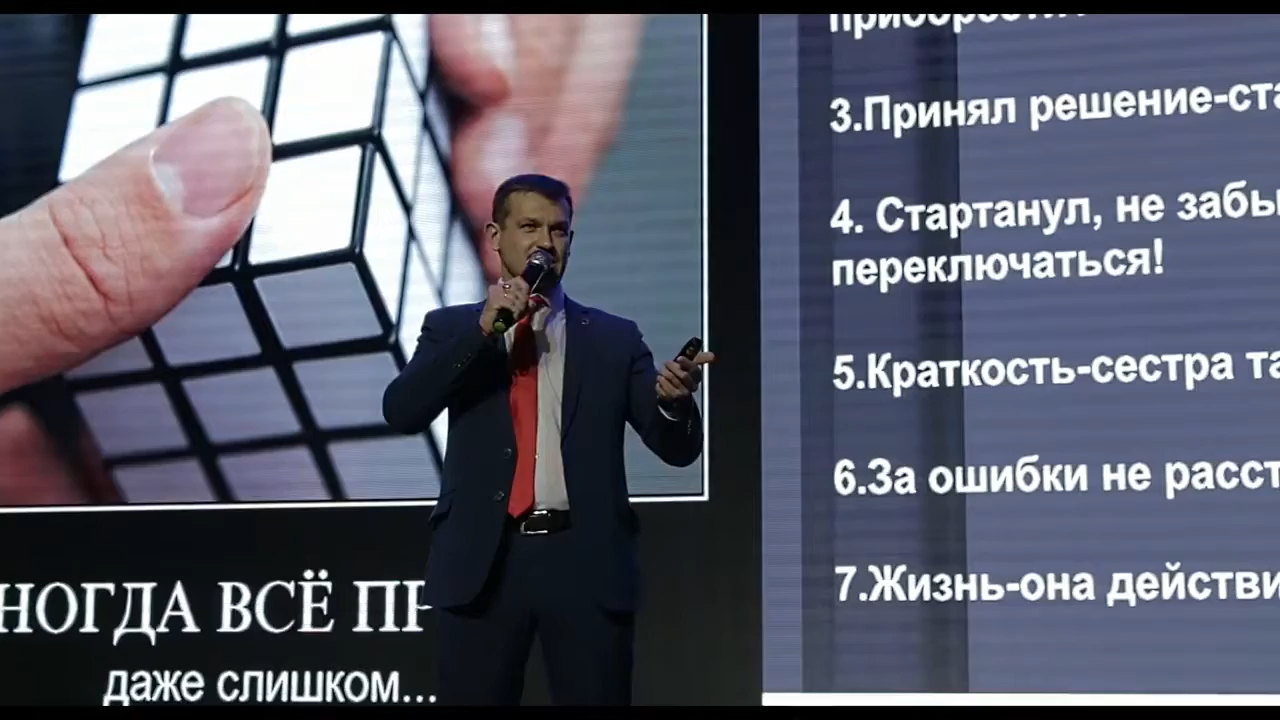 НОГДА ВСЁ ПР
даже слишком...
3.Принял решение-ста
4. Стартанул, не забы
переключаться!
5.Краткость-сестра та
6.За ошибки не расст
7.Жизнь-она действи